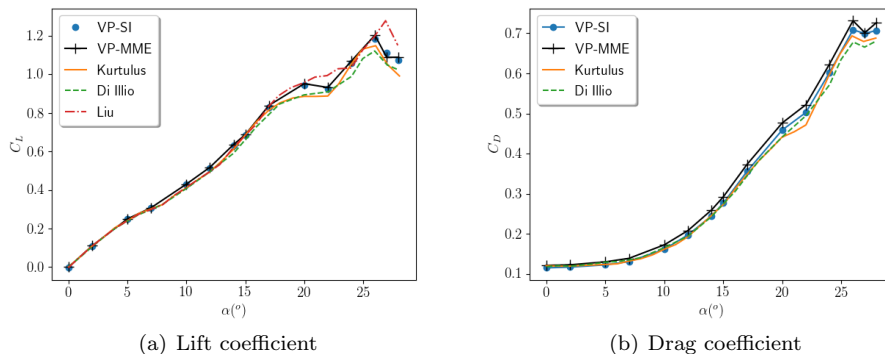 VP-SI
VP-MME
Kurtulus
Di Illio
Liu
1.2
1.0
0.8
0.6
0.4
0.2
0.0
C_L
0 5 10 15 20 25
α(°)
(a) Lift coefficient
VP-SI
VP-MME
Kurtulus
Di Illio
0.7
0.6
0.5
0.4
0.3
0.2
0.1
C_D
0 5 10 15 20 25
α(°)
(b) Drag coefficient